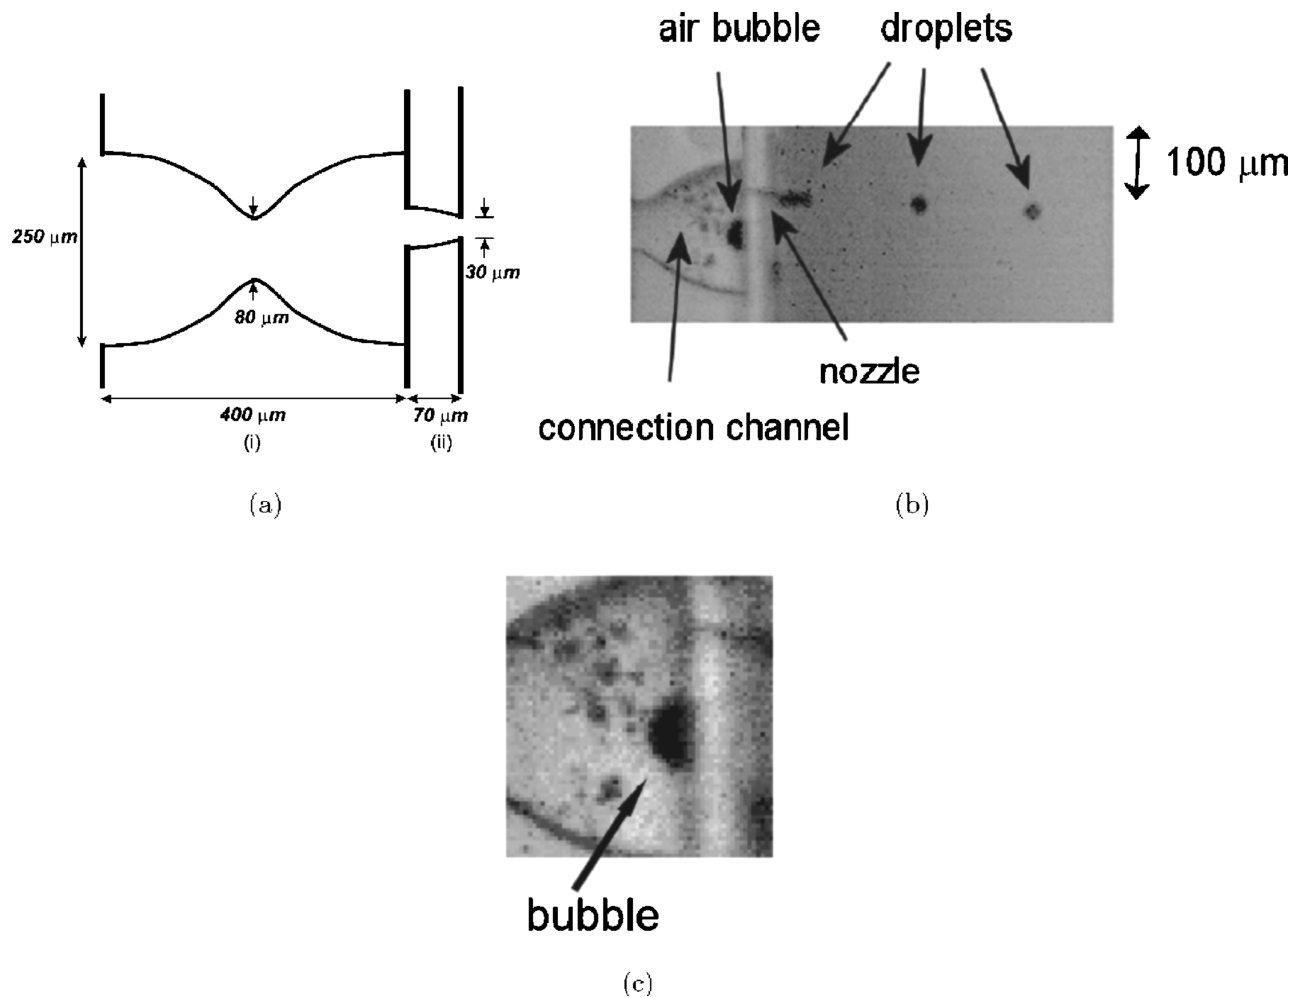 air bubble droplets
100 μm
250 μm
80 μm
30 μm
400 μm 70 μm
(i) (ii)
nozzle
connection channel
(a) (b)
bubble
(c)